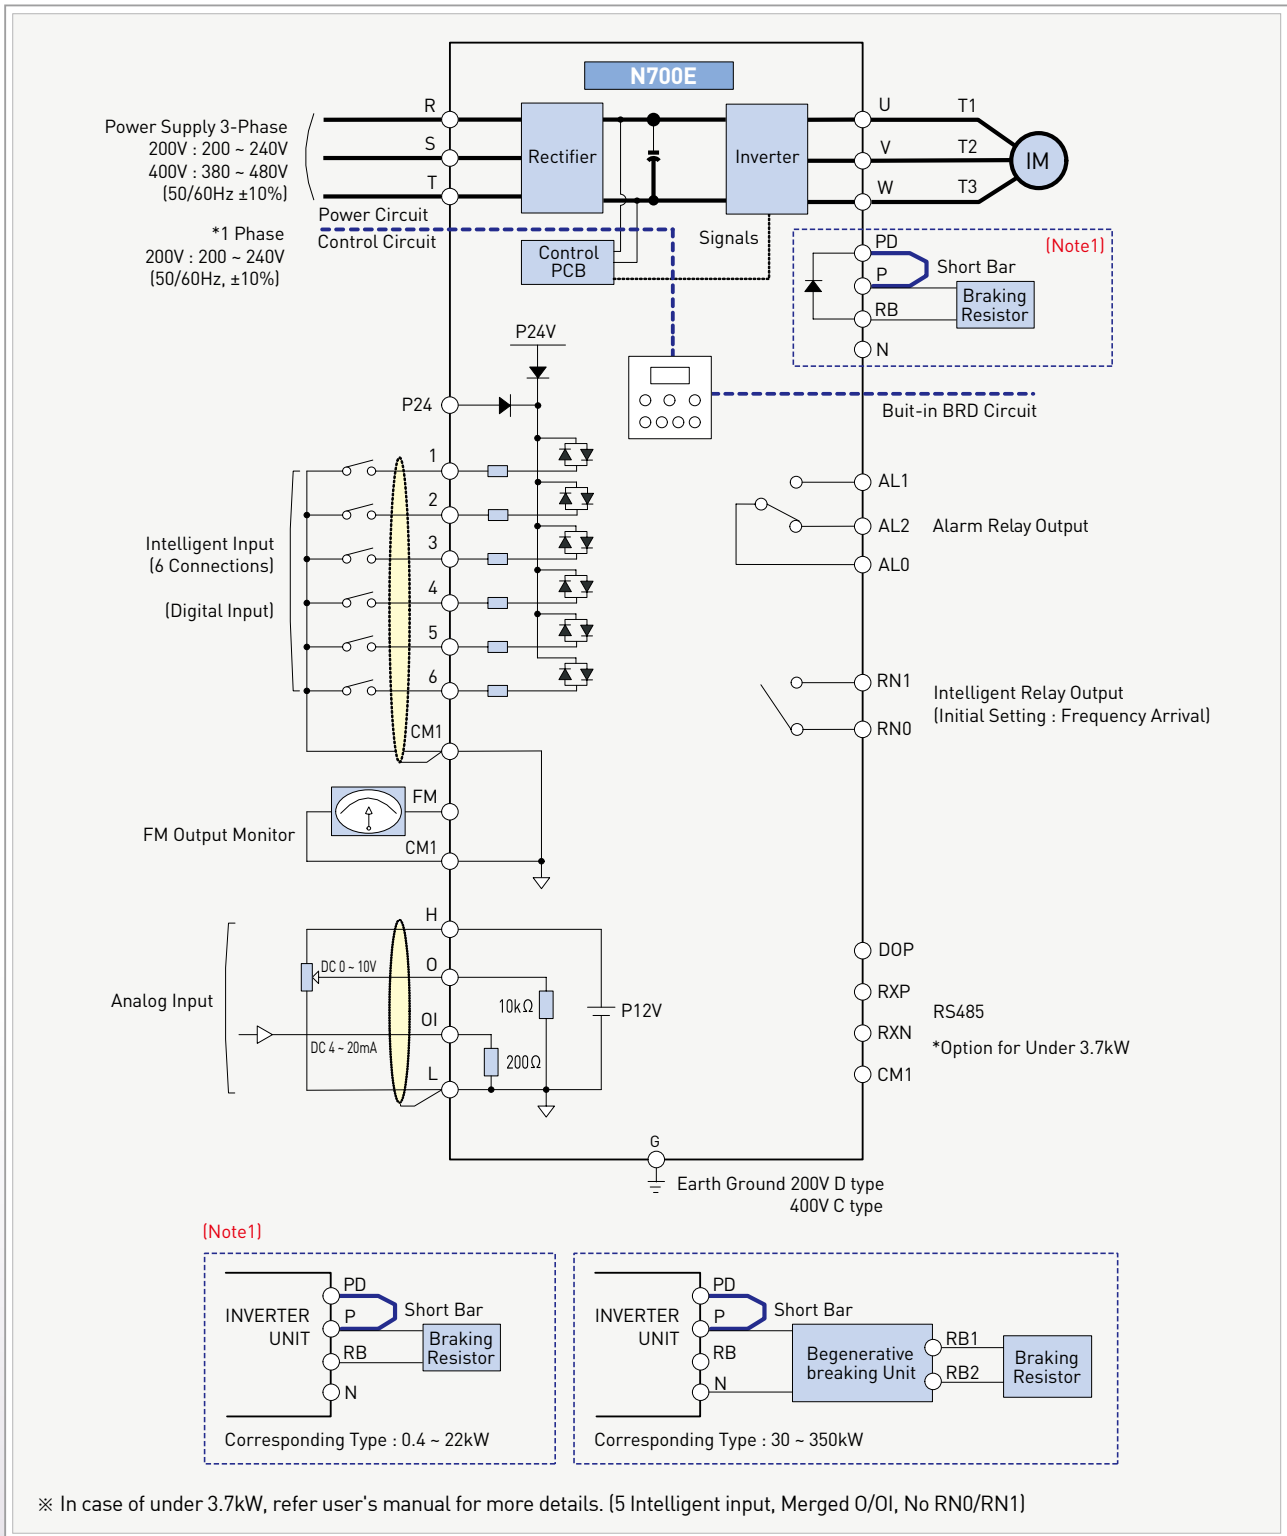 N700E
R
S
T
Power Supply 3-Phase
200V : 200 ~ 240V
400V : 380 ~ 480V
(50/60Hz ±10%)
*1 Phase
200V : 200 ~ 240V
(50/60Hz, ±10%)
Power Circuit
Control Circuit
Rectifier
Inverter
Control
PCB
Signals
U
V
W
T1
T2
T3
IM
PD
P
RB
N
(Note1)
Short Bar
Braking
Resistor
Buit-in BRD Circuit
P24V
P24
1
2
3
4
5
6
CM1
Intelligent Input
(6 Connections)
(Digital Input)
AL1
AL2
AL0
Alarm Relay Output
RN1
RN0
Intelligent Relay Output
(Initial Setting : Frequency Arrival)
FM
CM1
FM Output Monitor
H
O
OI
L
DC 0 ~ 10V
DC 4 ~ 20mA
Analog Input
10kΩ
200Ω
P12V
DOP
RXP
RXN
CM1
RS485
*Option for Under 3.7kW
G
Earth Ground 200V D type
400V C type
(Note1)
INVERTER
UNIT
PD
P
RB
N
Short Bar
Braking
Resistor
Corresponding Type : 0.4 ~ 22kW
INVERTER
UNIT
PD
P
RB
N
Short Bar
Begenerative
breaking Unit
RB1
RB2
Braking
Resistor
Corresponding Type : 30 ~ 350kW
※ In case of under 3.7kW, refer user's manual for more details. (5 Intelligent input, Merged O/OI, No RN0/RN1)